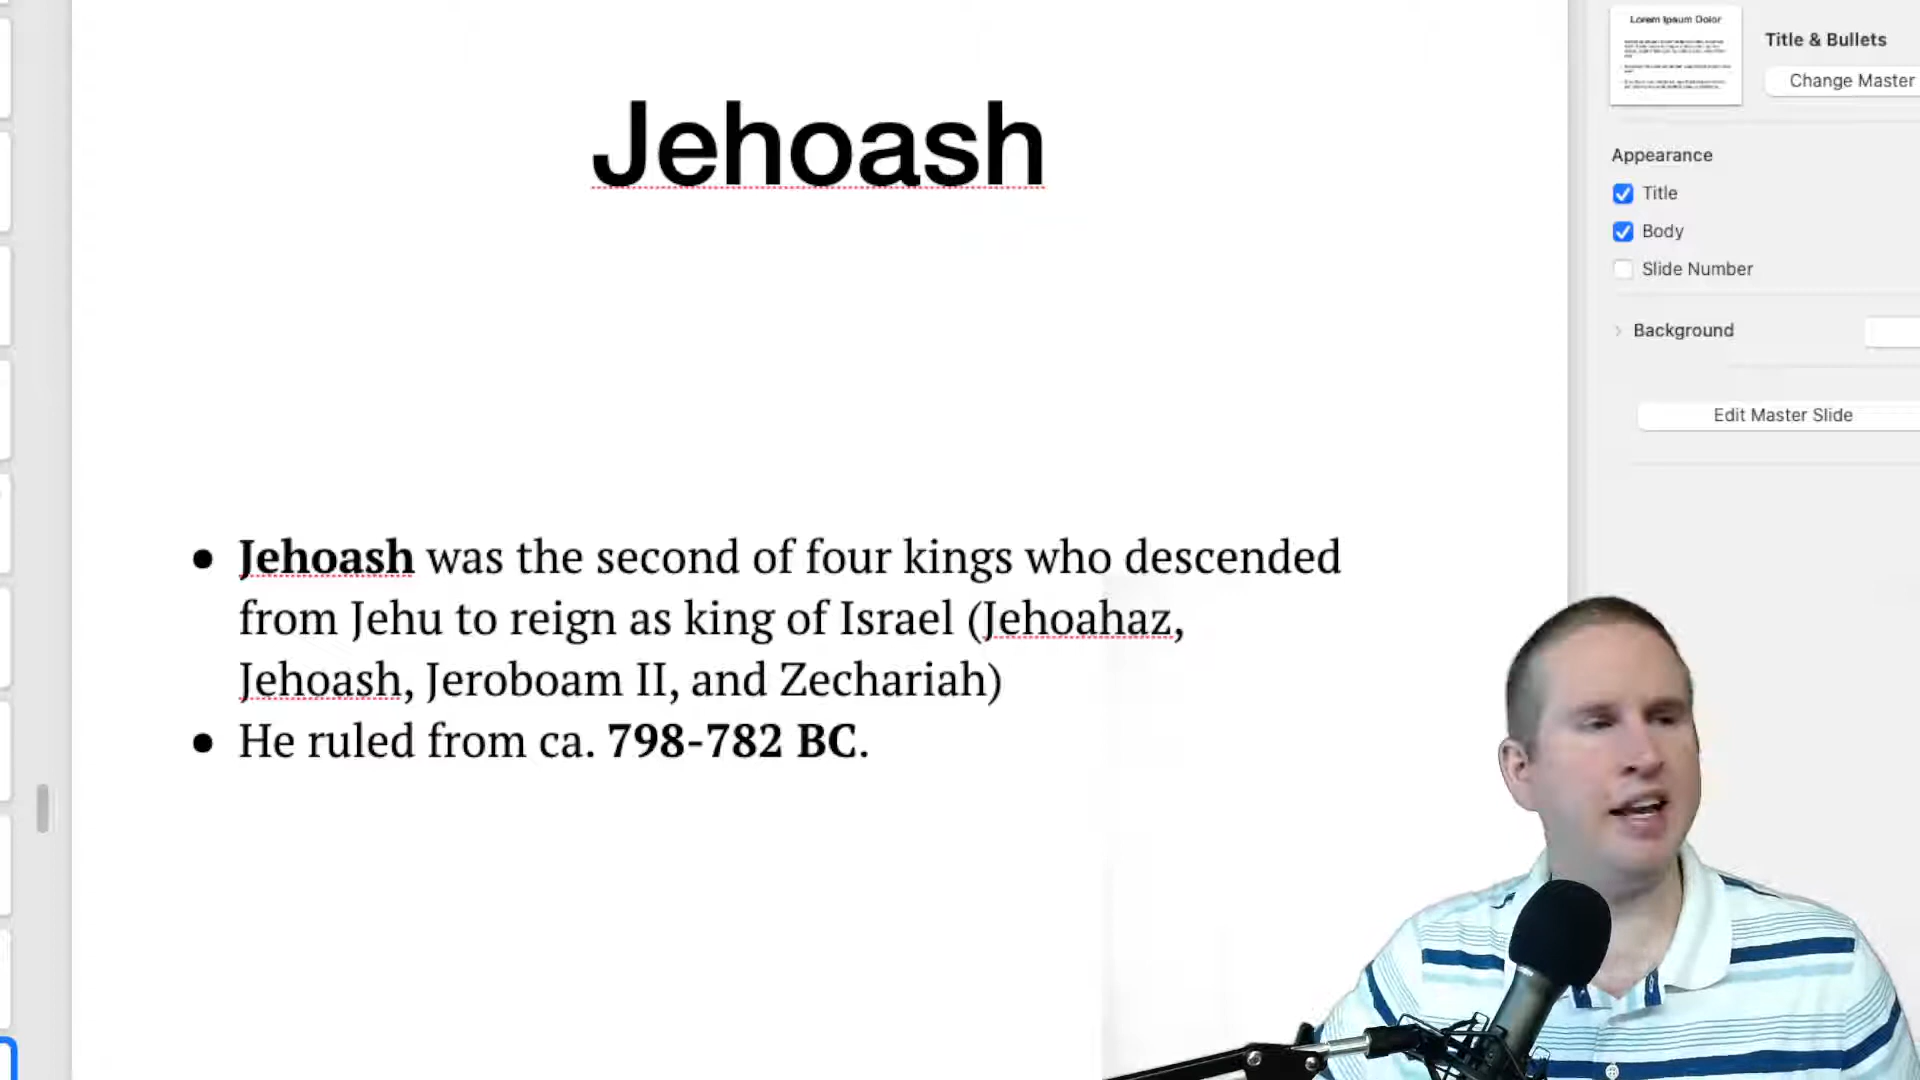 Jehoash
• Jehoash was the second of four kings who descended
from Jehu to reign as king of Israel (Jehoahaz,
Jehoash, Jeroboam II, and Zechariah)
• He ruled from ca. 798-782 BC.
Lorem Ipsum Dolor
Title & Bullets
Change Master
Appearance
Title
Body
Slide Number
Background
Edit Master Slide